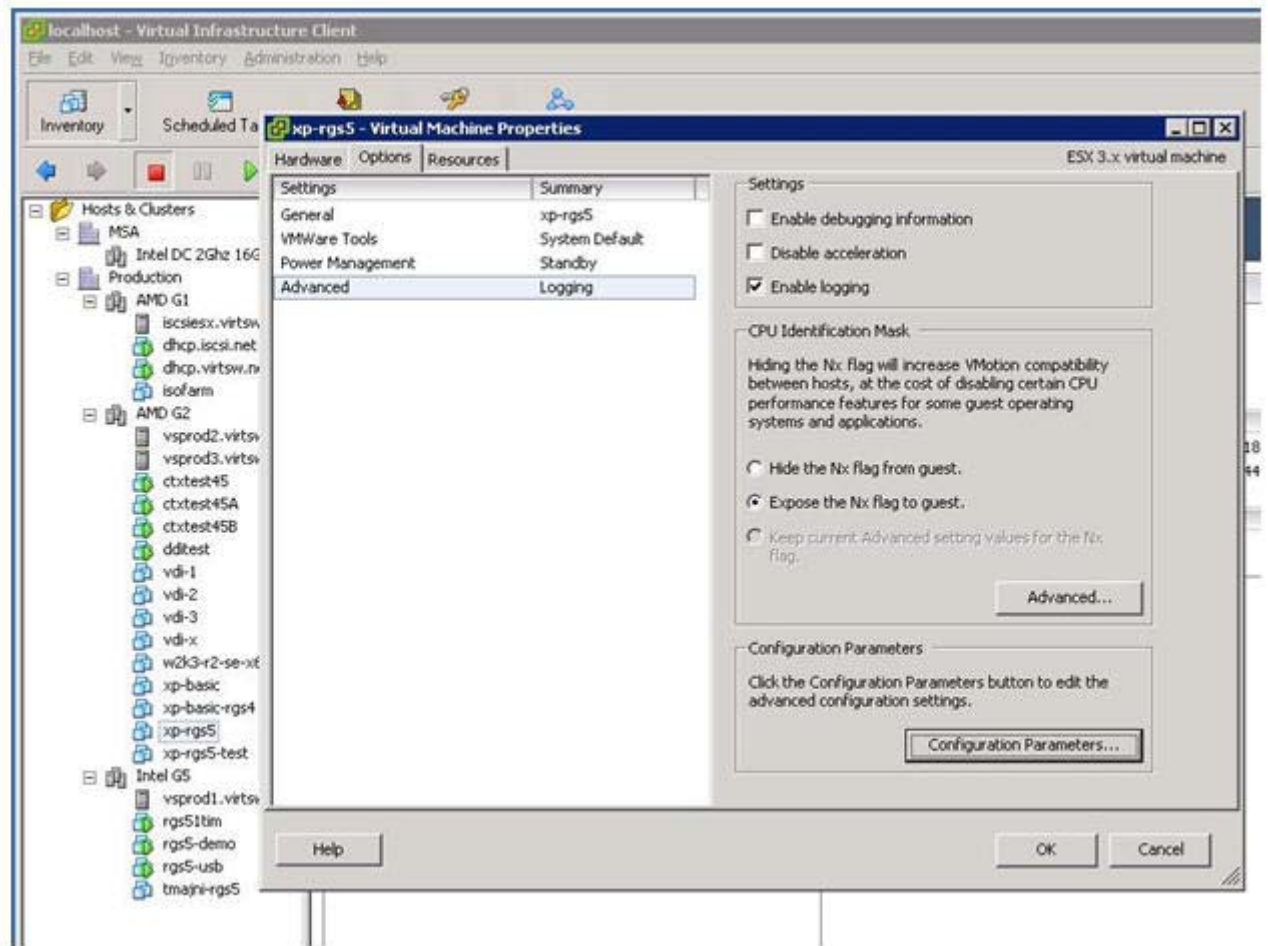 localhost - Virtual Infrastructure Client
File Edit View Inventory Administration Help
Inventory
Scheduled Ta
xp-rgs5 - Virtual Machine Properties
Hardware Options Resources
ESX 3.x virtual machine
Hosts & Clusters
MSA
Intel DC 2Ghz 16G
Production
AMD G1
iscsiesx.virtsw
dhcp.iscsi.net
dhcp.virtsw.n
isofarm
AMD G2
vsprod2.virtsw
vsprod3.virtsw
ctxtest45
ctxtest45A
ctxtest45B
dditest
vdi-1
vdi-2
vdi-3
vdi-x
w2k3-r2-se-x6
xp-basic
xp-basic-rgs4
xp-rgs5
xp-rgs5-test
Intel G5
vsprod1.virtsw
rgs51tim
rgs5-demo
rgs5-usb
tmajni-rgs5
Settings Summary
General xp-rgs5
VMWare Tools System Default
Power Management Standby
Advanced Logging
Settings
Enable debugging information
Disable acceleration
Enable logging
CPU Identification Mask
Hiding the Nx flag will increase VMotion compatibility
between hosts, at the cost of disabling certain CPU
performance features for some guest operating
systems and applications.
Hide the Nx flag from guest.
Expose the Nx flag to guest.
Keep current Advanced setting values for the Nx
flag.
Advanced...
Configuration Parameters
Click the Configuration Parameters button to edit the
advanced configuration settings.
Configuration Parameters...
18
44
Help
OK
Cancel